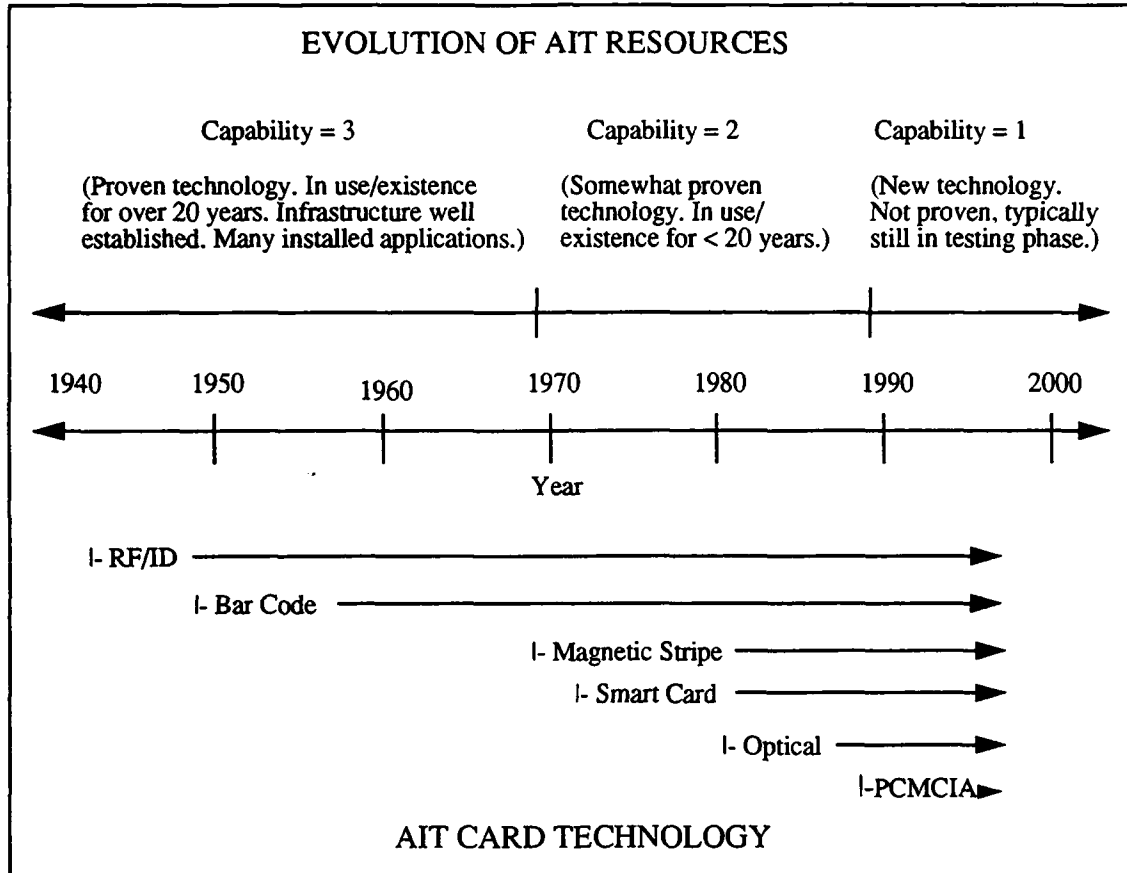 EVOLUTION OF AIT RESOURCES
Capability = 3
(Proven technology. In use/existence
for over 20 years. Infrastructure well
established. Many installed applications.)
Capability = 2
(Somewhat proven
technology. In use/
existence for < 20 years.)
Capability = 1
(New technology.
Not proven, typically
still in testing phase.)
1940 1950 1960 1970 1980 1990 2000
Year
RF/ID
Bar Code
Magnetic Stripe
Smart Card
Optical
PCMCIA
AIT CARD TECHNOLOGY